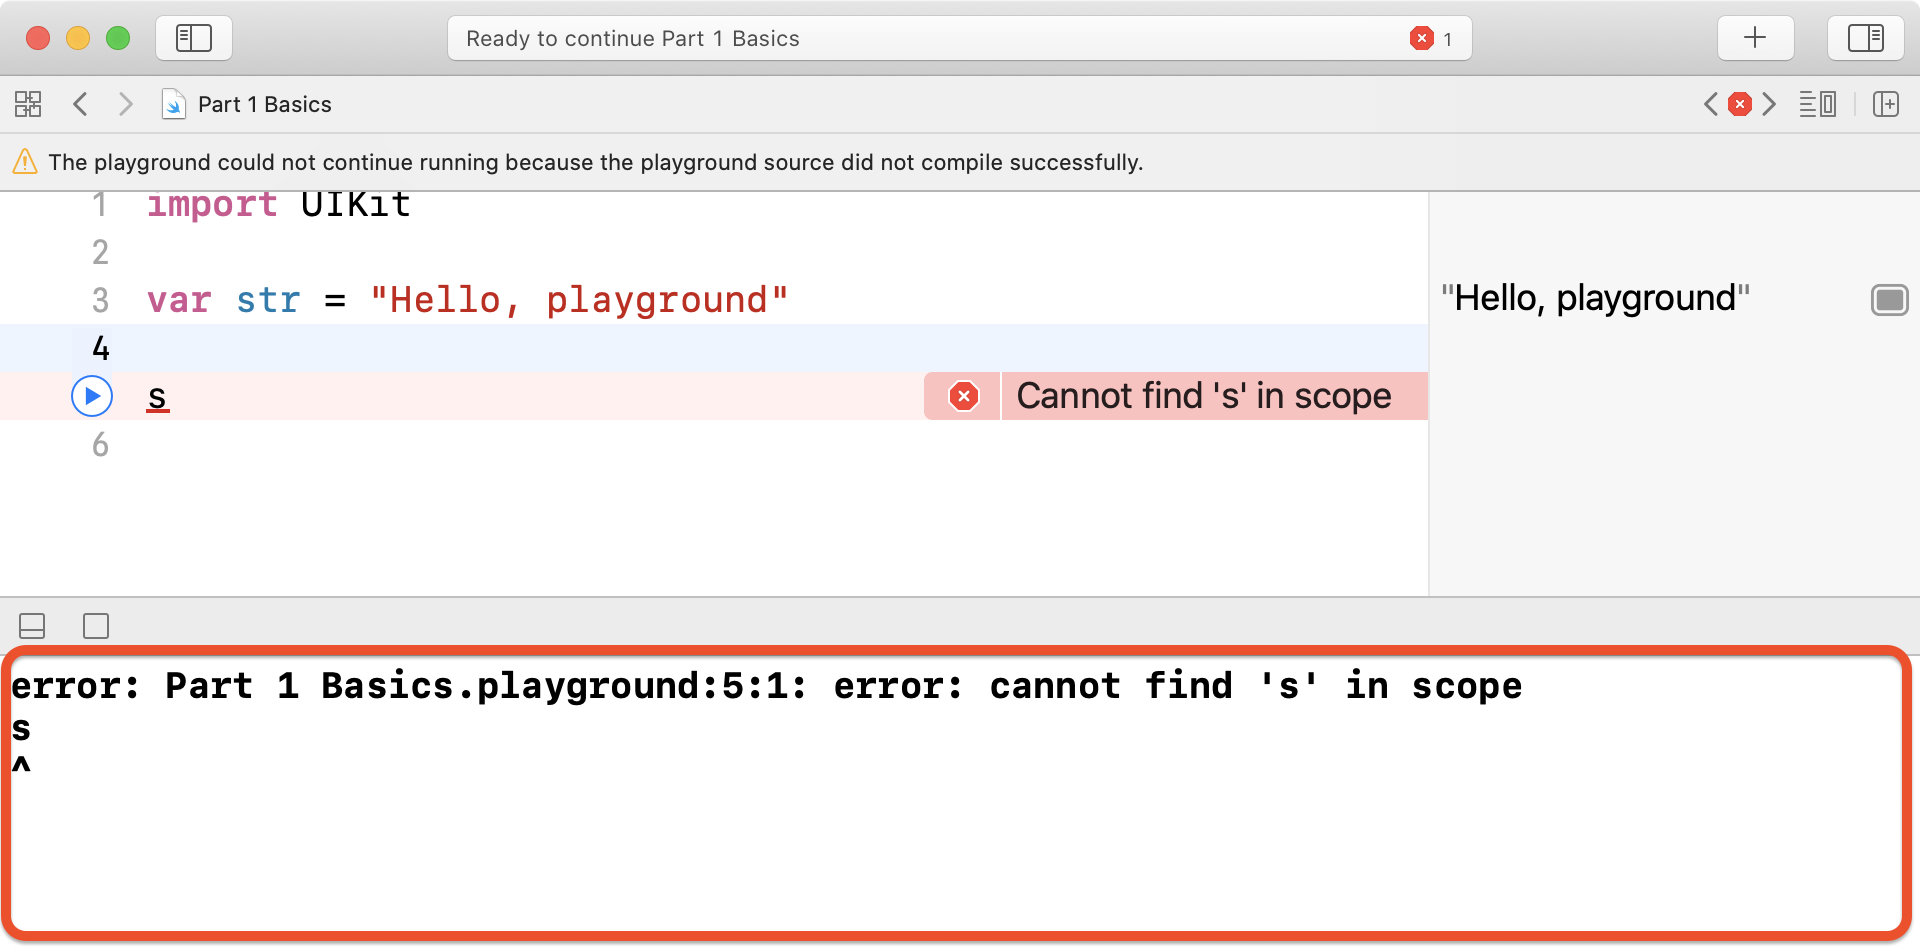 Ready to continue Part 1 Basics 1
Part 1 Basics
The playground could not continue running because the playground source did not compile successfully.
1 import UIKit
2
3 var str = "Hello, playground" "Hello, playground"
4
s Cannot find 's' in scope
6
error: Part 1 Basics.playground:5:1: error: cannot find 's' in scope
s
^